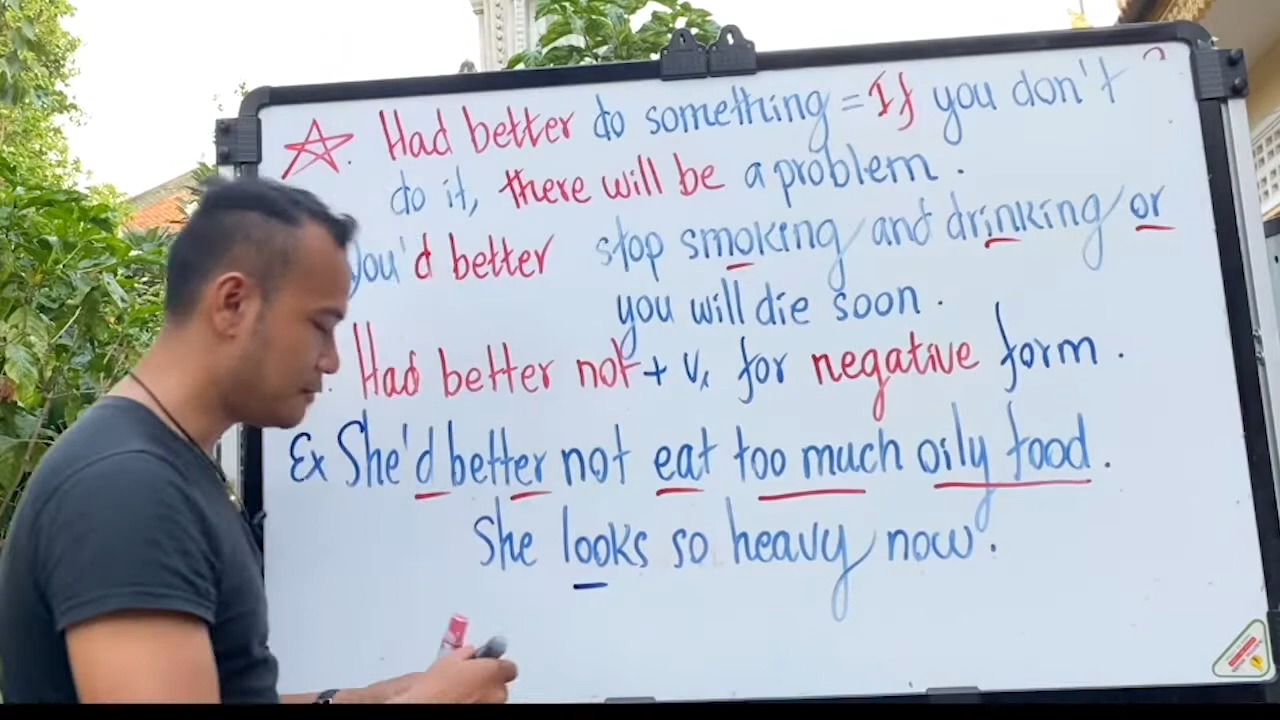 Had better do something = If you don't
do it, there will be a problem.
You'd better stop smoking and drinking or
you will die soon.
Had better not + V₁ for negative form.
Ex She'd better not eat too much oily food.
She looks so heavy now.